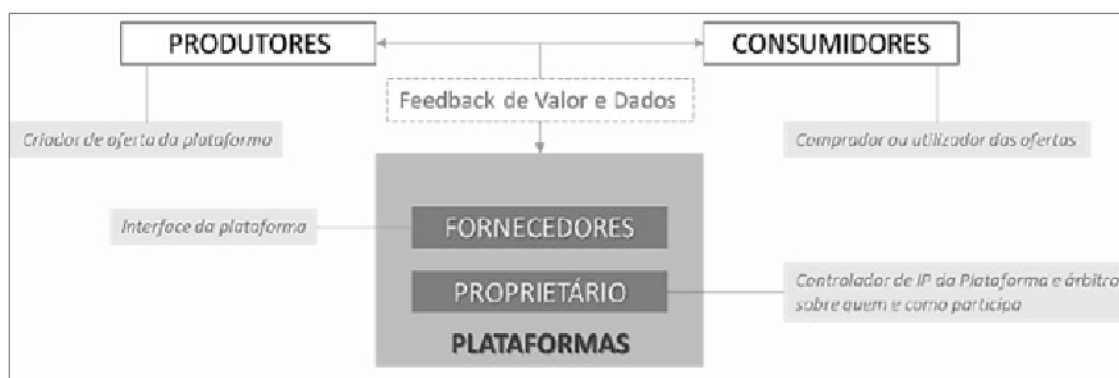 PRODUTORES
CONSUMIDORES
Feedback de Valor e Dados
Criador de oferta da plataforma
Comprador ou utilizador das ofertas
Interface da plataforma
FORNECEDORES
PROPRIETÁRIO
Controlador de IP da Plataforma e árbitro
sobre quem e como participa
PLATAFORMAS